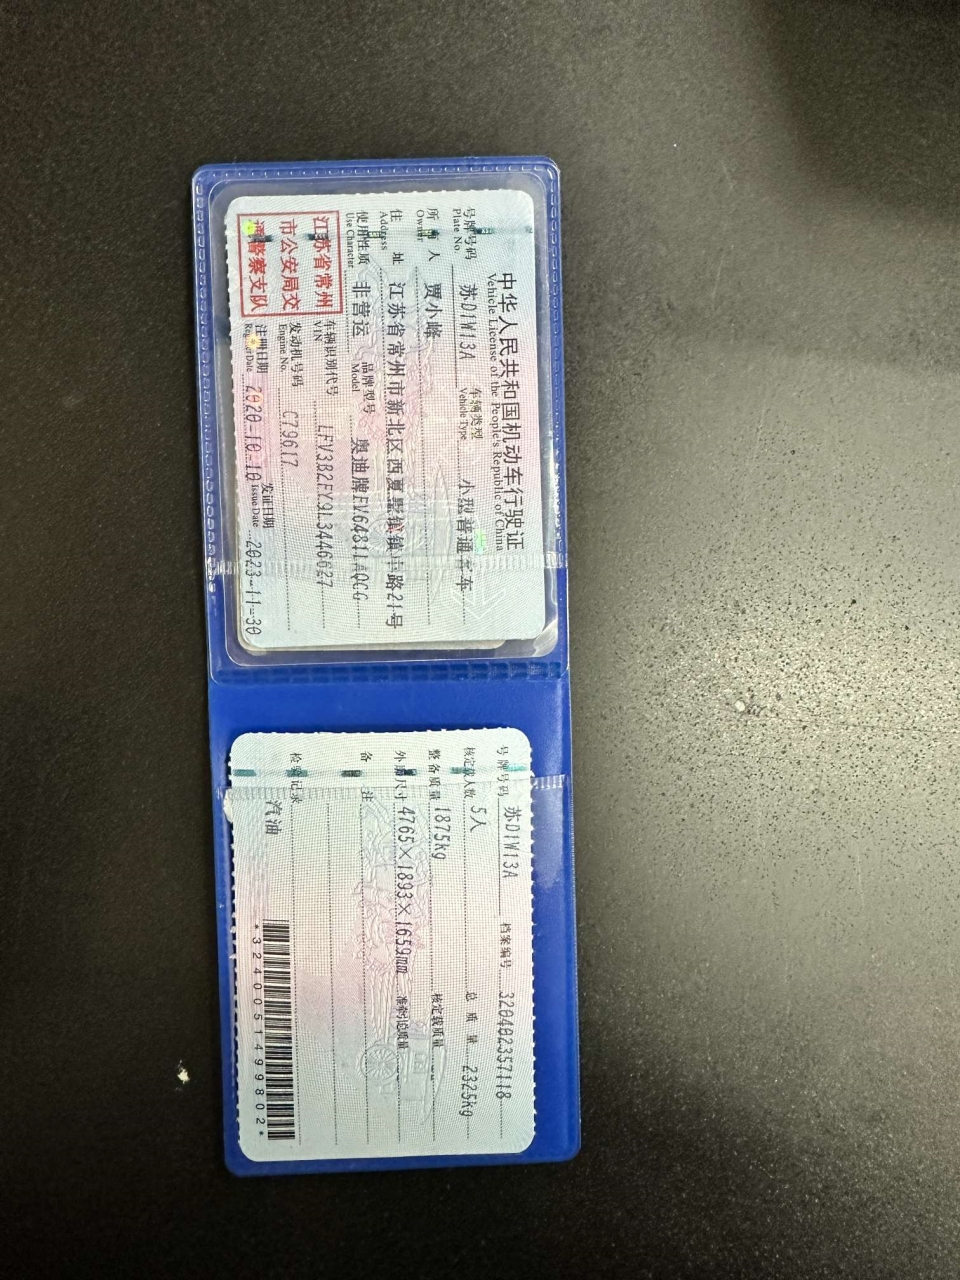 中华人民共和国机动车行驶证
Vehicle License of the People's Republic of China
号牌号码 苏D1W13A 车辆类型 小型普通客车
Plate No. Vehicle Type
所有人 贾小峰
Owner
住址 江苏省常州市新北区西夏墅镇镇中路21号
Address
使用性质 非营运 品牌型号 奥迪牌FV6481LAQCG
Use Character Model
江苏省常州
市公安局交
通警察支队
车辆识别代号 LFV3B2FY9L3446627
VIN
发动机号码 C79617
Engine No.
注册日期 2020-10-10 发证日期 2023-11-30
Register Date Issue Date
号牌号码 苏D1W13A 档案编号 320402357118
核定载人数 5人 总质量 2325kg
整备质量 1875kg 核定载质量
外廓尺寸 4765×1893×1659mm 准牵引总质量
备注
检验记录
汽油
*3240051499802*